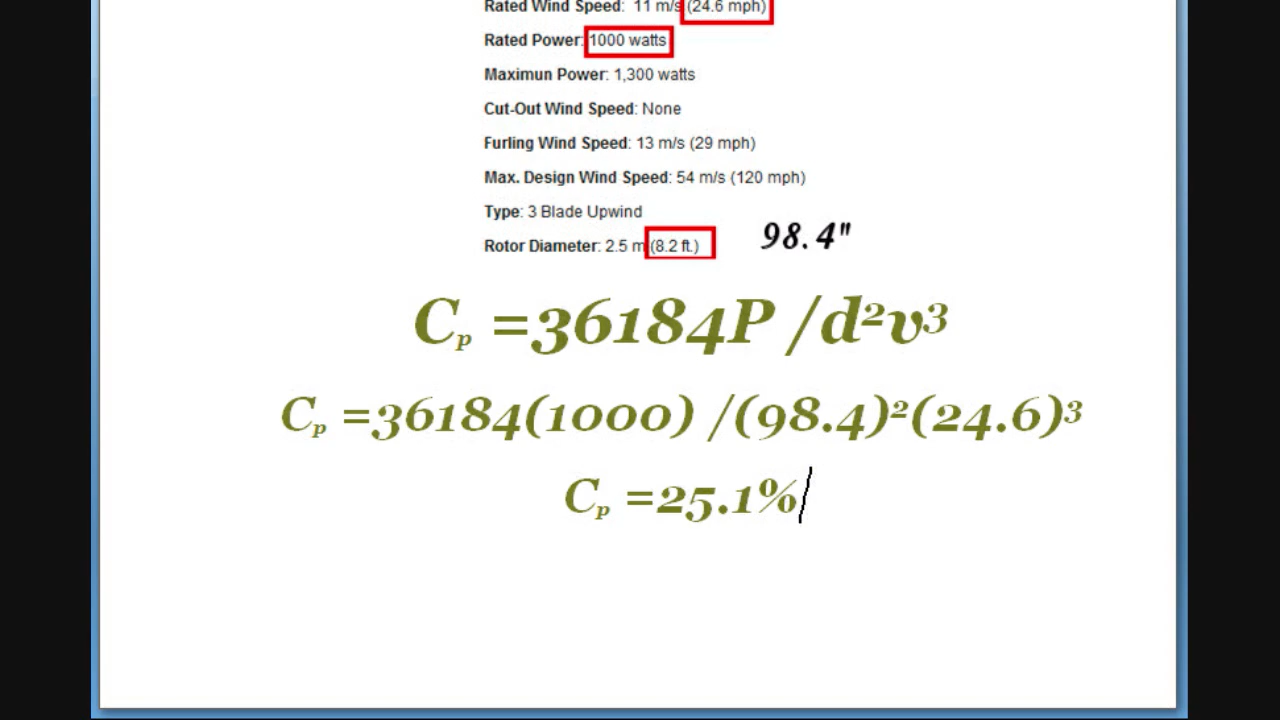 Rated Wind Speed: 11 m/s (24.6 mph)
Rated Power: 1000 watts
Maximun Power: 1,300 watts
Cut-Out Wind Speed: None
Furling Wind Speed: 13 m/s (29 mph)
Max. Design Wind Speed: 54 m/s (120 mph)
Type: 3 Blade Upwind
Rotor Diameter: 2.5 m (8.2 ft.) 98.4"
Cₚ =36184P /d²v³
Cₚ =36184(1000) /(98.4)²(24.6)³
Cₚ =25.1%